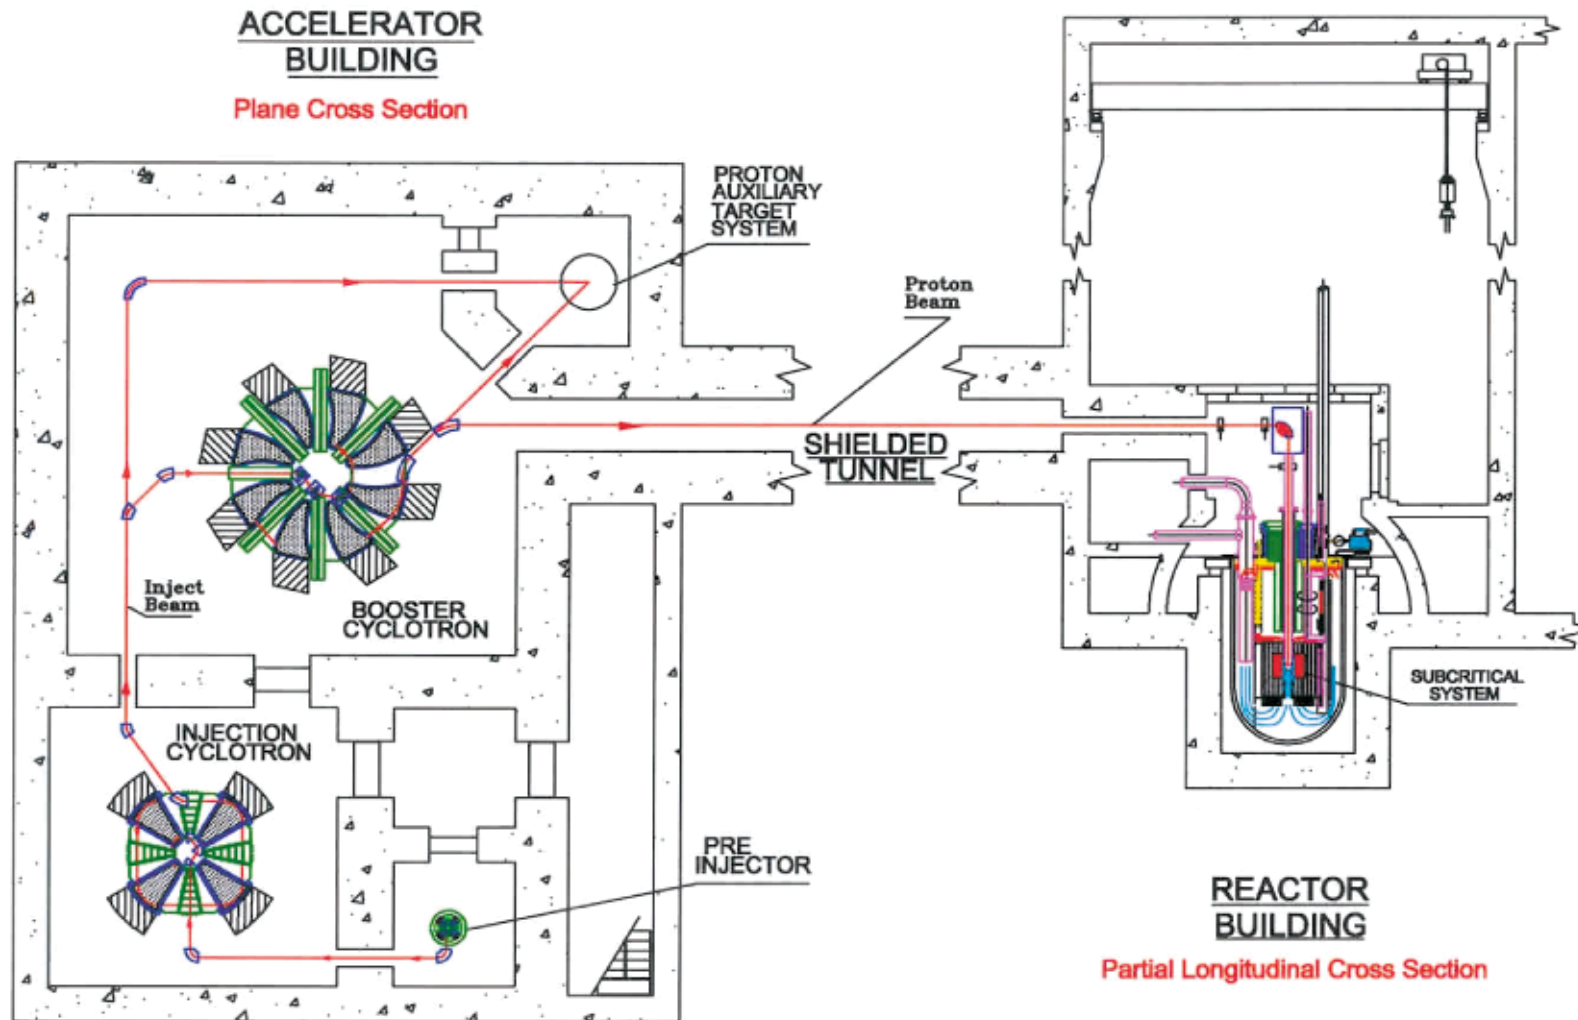 ACCELERATOR
BUILDING
Plane Cross Section
PROTON
AUXILIARY
TARGET
SYSTEM
Proton
Beam
SHIELDED
TUNNEL
Inject
Beam
BOOSTER
CYCLOTRON
INJECTION
CYCLOTRON
PRE
INJECTOR
SUBCRITICAL
SYSTEM
REACTOR
BUILDING
Partial Longitudinal Cross Section